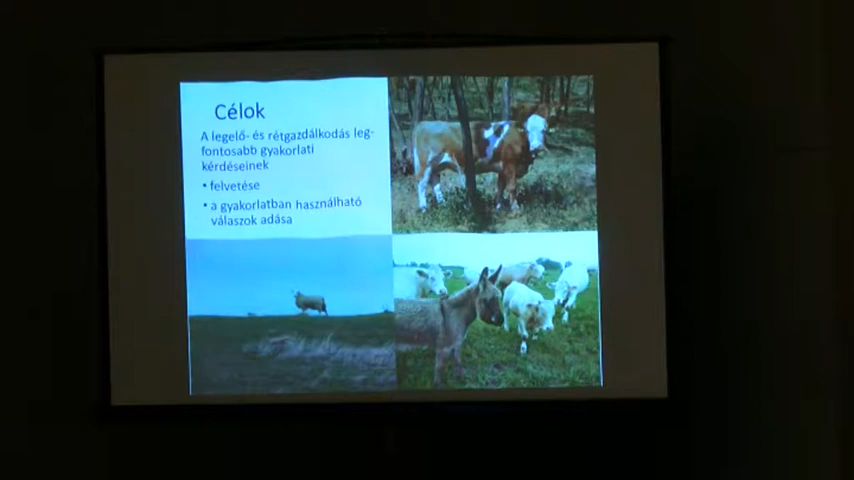 Célok
A legelő- és rétgazdálkodás leg-
fontosabb gyakorlati
kérdéseinek
• felvetése
• a gyakorlatban használható
válaszok adása